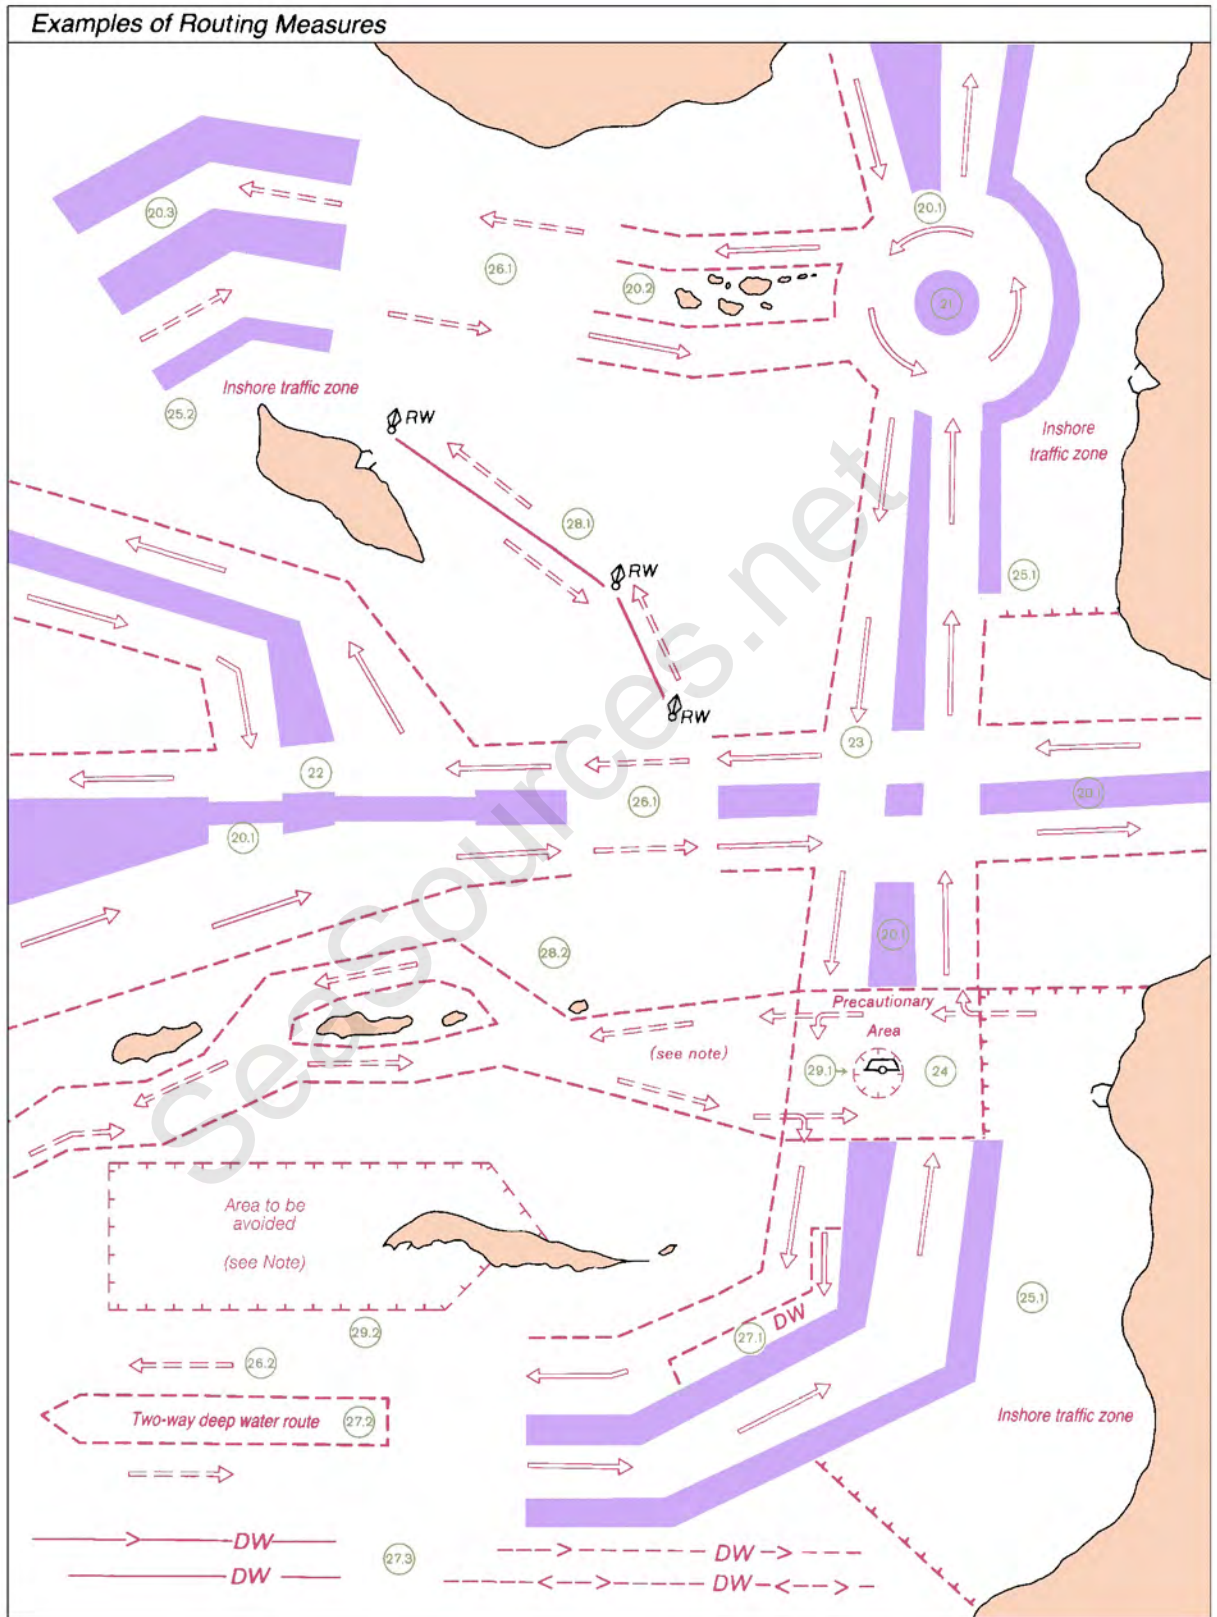 Examples of Routing Measures
20.3
20.1
26.1
20.2
21
Inshore traffic zone
25.2
RW
Inshore
traffic zone
28.1
RW
25.1
RW
23
22
26.1
20.1
20.1
20.1
28.2
Precautionary
Area
(see note)
29.1
24
Area to be
avoided
(see Note)
25.1
29.2
27.1
DW
26.2
Two-way deep water route
27.2
Inshore traffic zone
DW
27.3
DW
DW
DW
SeaSources.net